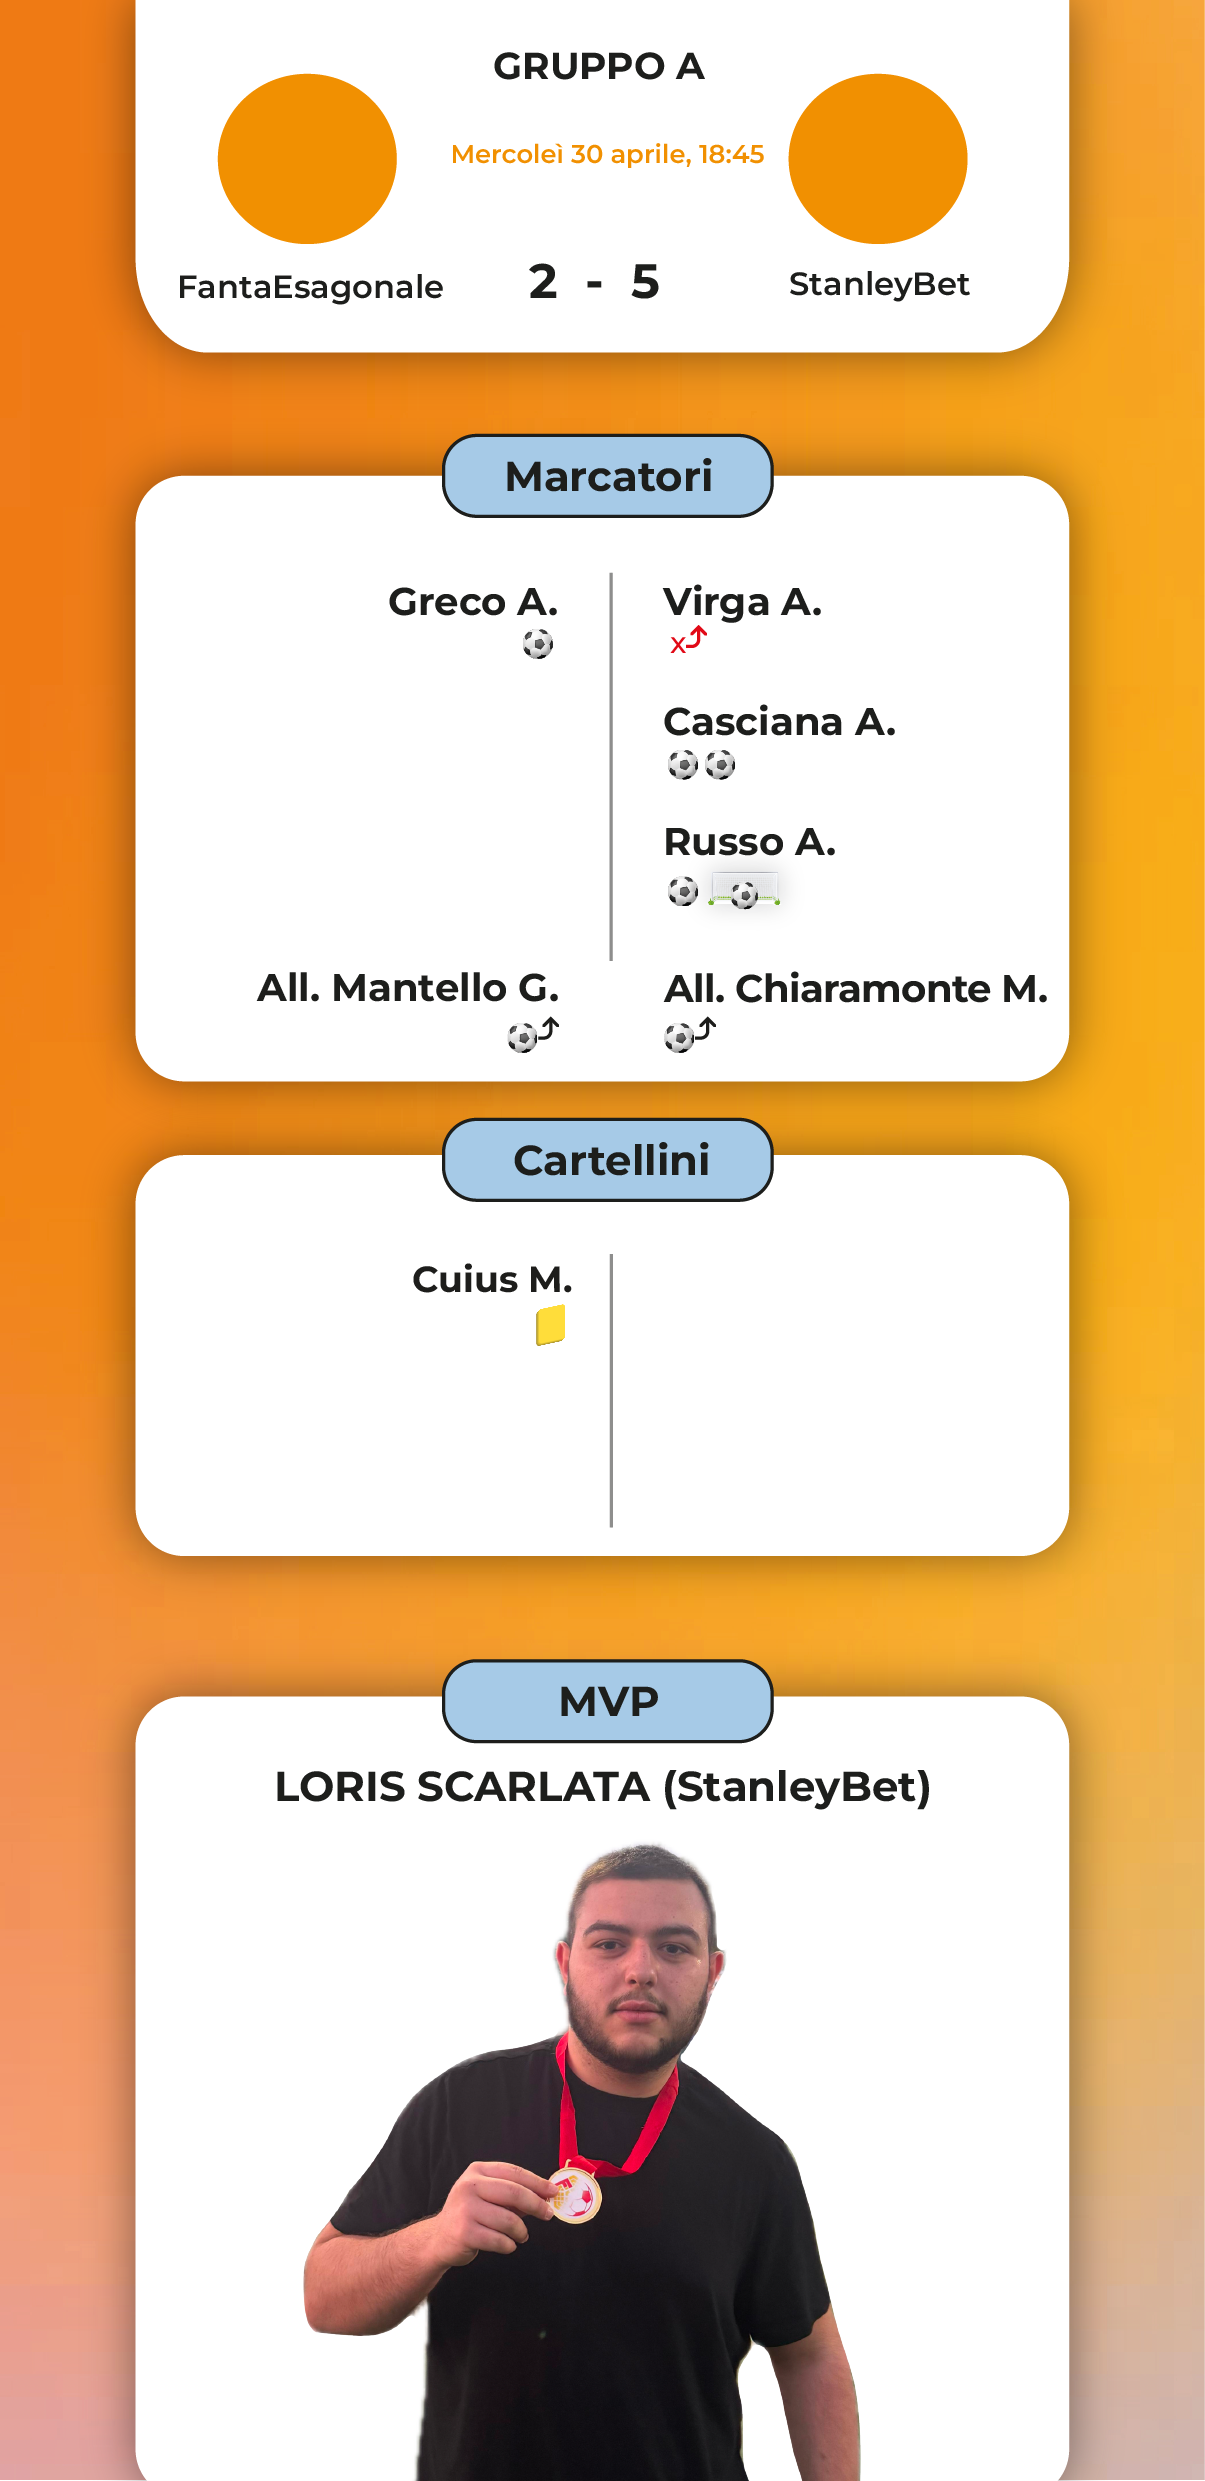 GRUPPO A
Mercoleì 30 aprile, 18:45
FantaEsagonale 2 - 5 StanleyBet
Marcatori
Greco A. Virga A.
x
Casciana A.
Russo A.
All. Mantello G. All. Chiaramonte M.
Cartellini
Cuius M.
MVP
LORIS SCARLATA (StanleyBet)